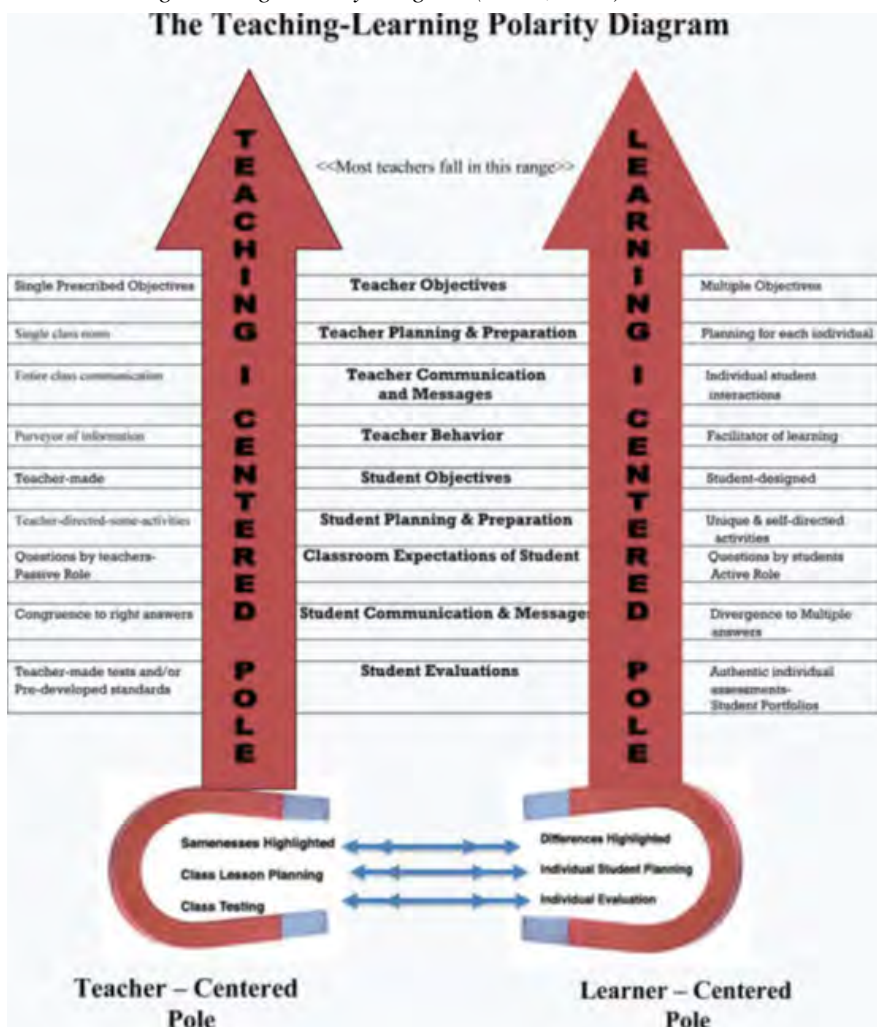 The Teaching-Learning Polarity Diagram
TEACHING I CENTERED POLE
LEARNING I CENTERED POLE
<<Most teachers fall in this range>>
Single Prescribed Objectives
Teacher Objectives
Multiple Objectives
Single class
Teacher Planning & Preparation
Planning for each individual
Entire class communication
Teacher Communication
and Messages
Individual student
interactions
Purveyor of information
Teacher Behavior
Facilitator of learning
Teacher-made
Student Objectives
Student-designed
Teacher-directed-some-activities
Student Planning & Preparation
Unique & self-directed
activities
Questions by teachers-
Passive Role
Classroom Expectations of Student
Questions by students
Active Role
Congruence to right answers
Student Communication & Message
Divergence to Multiple
answers
Teacher-made tests and/or
Pre-developed standards
Student Evaluations
Authentic individual
assessments-
Student Portfolios
Samenesses Highlighted
Differences Highlighted
Class Lesson Planning
Individual Student Planning
Class Testing
Individual Evaluation
Teacher – Centered
Pole
Learner – Centered
Pole